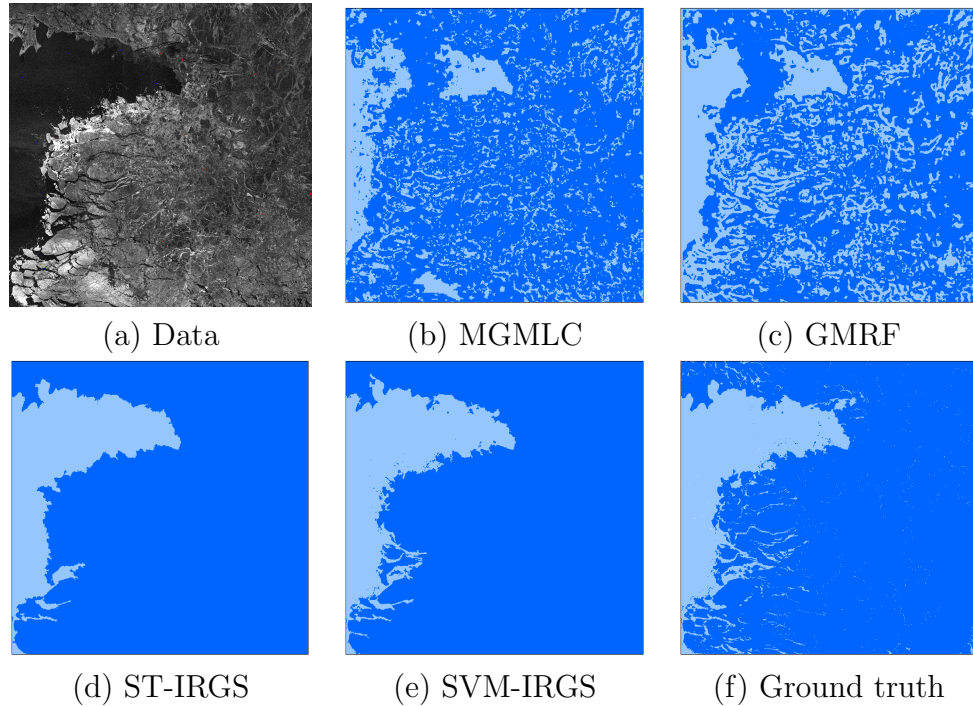 (a) Data
(b) MGMLC
(c) GMRF
(d) ST-IRGS
(e) SVM-IRGS
(f) Ground truth